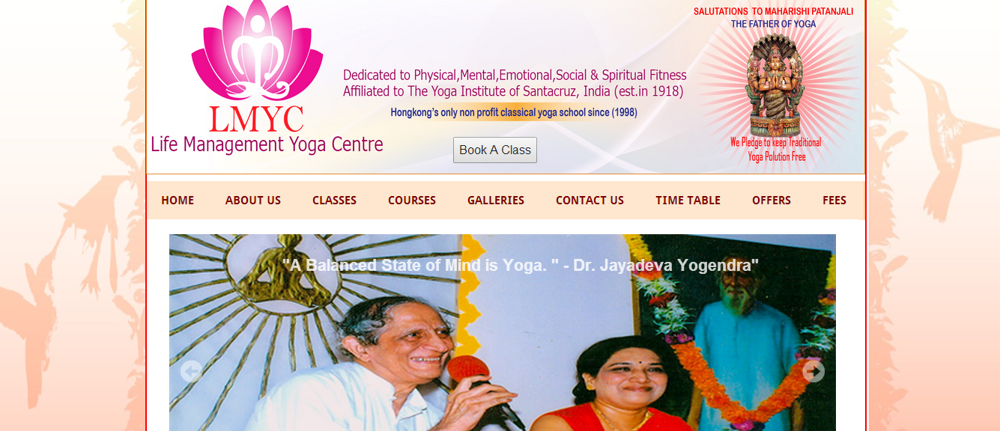 SALUTATIONS TO MAHARISHI PATANJALI
THE FATHER OF YOGA
Dedicated to Physical,Mental,Emotional,Social & Spiritual Fitness
Affiliated to The Yoga Institute of Santacruz, India (est.in 1918)
Hongkong's only non profit classical yoga school since (1998)
LMYC
Life Management Yoga Centre
Book A Class
We Pledge to keep Traditional
Yoga Polution Free
HOME ABOUT US CLASSES COURSES GALLERIES CONTACT US TIME TABLE OFFERS FEES
"A Balanced State of Mind is Yoga. " - Dr. Jayadeva Yogendra"